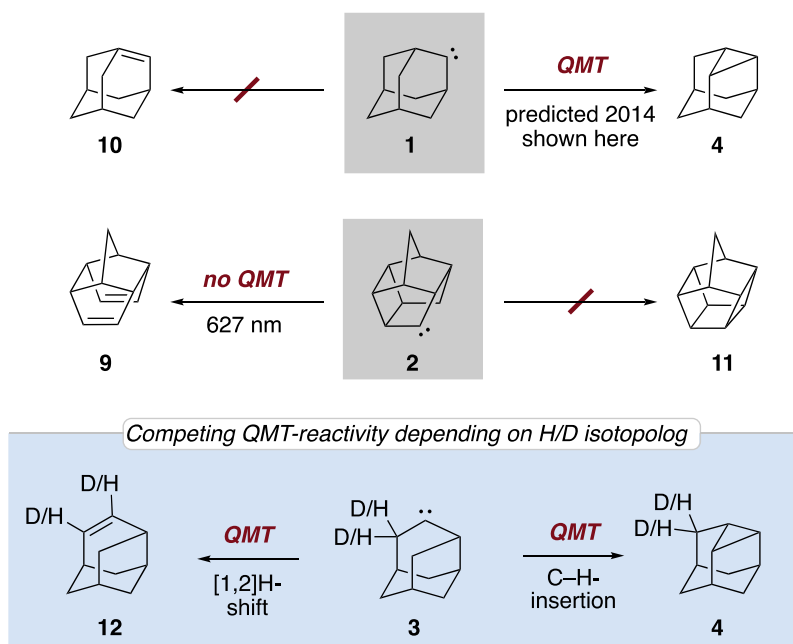 QMT
predicted 2014
shown here
10
1
4
no QMT
627 nm
9
2
11
Competing QMT-reactivity depending on H/D isotopolog
D/H
D/H
QMT
[1,2]H-
shift
D/H
D/H
QMT
C–H-
insertion
D/H
D/H
12
3
4